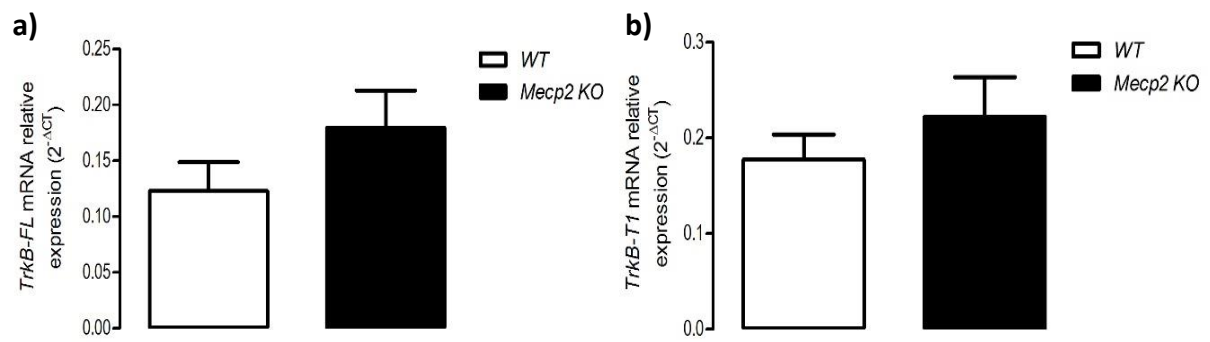 a)
TrkB-FL mRNA relative
expression (2-ΔCT)
0.25
0.20
0.15
0.10
0.05
0.00
WT
Mecp2 KO
b)
TrkB-T1 mRNA relative
expression (2-ΔCT)
0.3
0.2
0.1
0.0
WT
Mecp2 KO